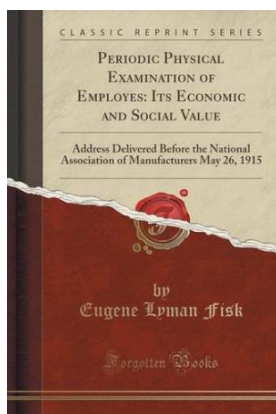 CLASSIC REPRINT SERIES
PERIODIC PHYSICAL
EXAMINATION OF
EMPLOYES: ITS ECONOMIC
AND SOCIAL VALUE
Address Delivered Before the National
Association of Manufacturers May 26, 1915
by
Eugene Lyman Fisk
Forgotten Books